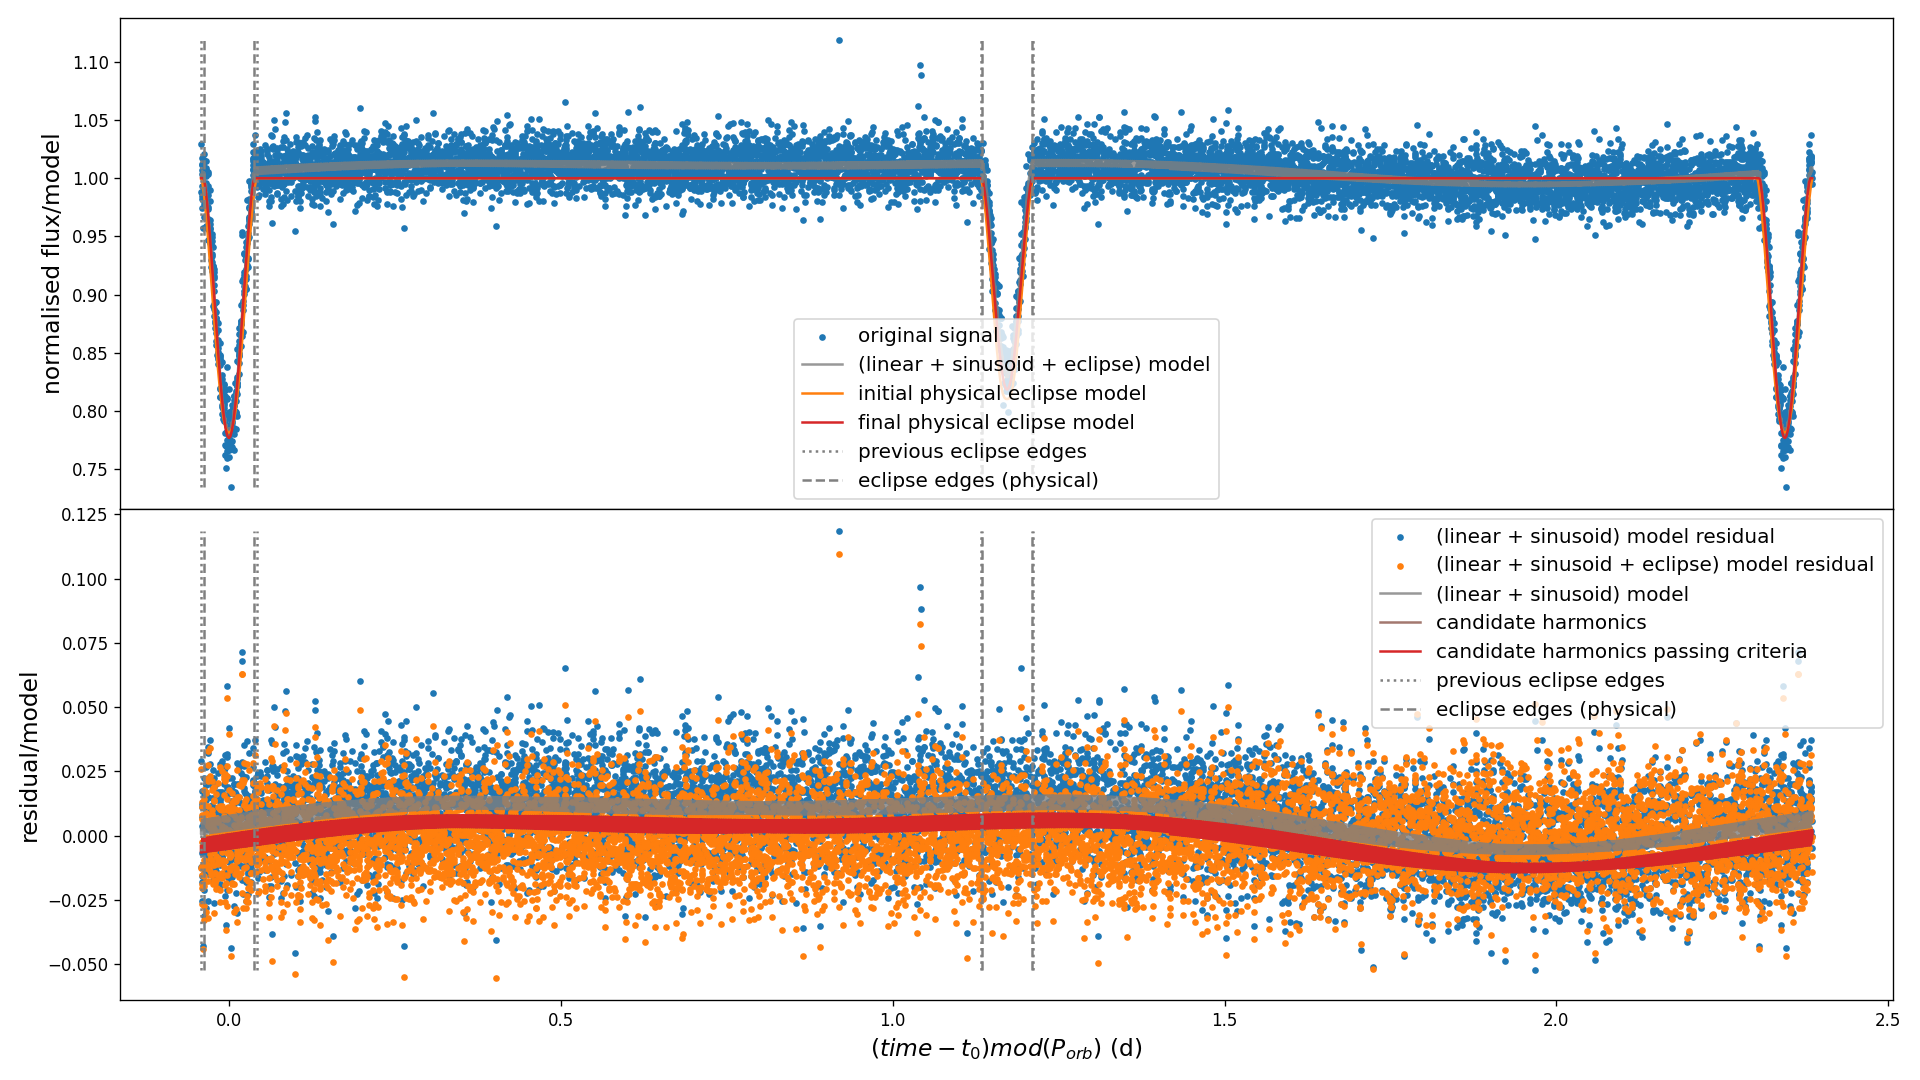 normalised flux/model
1.10
1.05
1.00
0.95
0.90
0.85
0.80
0.75
original signal
(linear + sinusoid + eclipse) model
initial physical eclipse model
final physical eclipse model
previous eclipse edges
eclipse edges (physical)
residual/model
0.125
0.100
0.075
0.050
0.025
0.000
−0.025
−0.050
(linear + sinusoid) model residual
(linear + sinusoid + eclipse) model residual
(linear + sinusoid) model
candidate harmonics
candidate harmonics passing criteria
previous eclipse edges
eclipse edges (physical)
0.0 0.5 1.0 1.5 2.0 2.5
(time − t₀)mod(Pₒᵣb) (d)